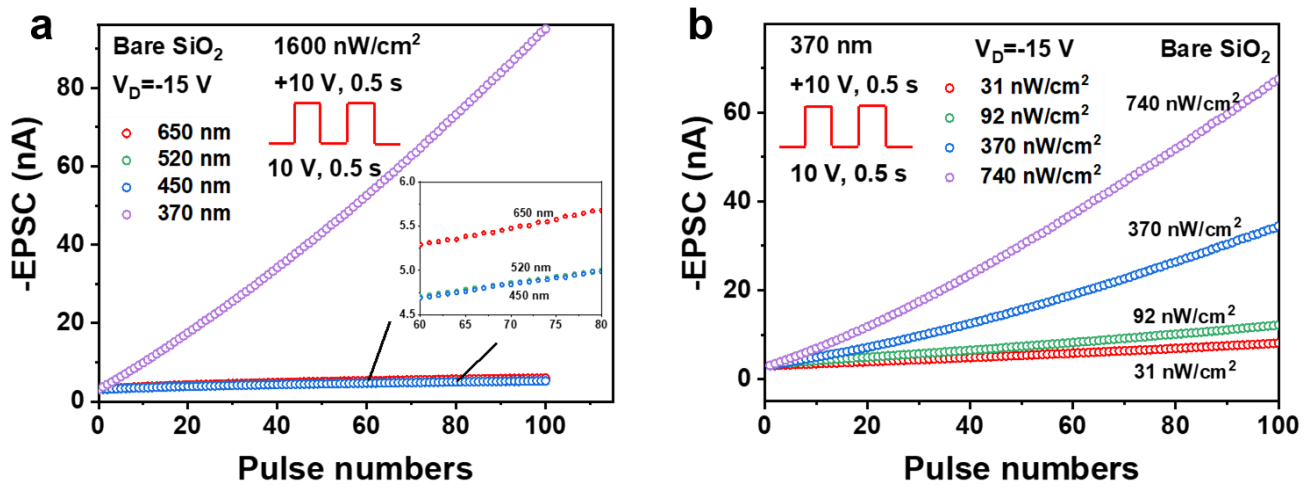 a
Bare SiO₂
1600 nW/cm²
V_D=-15 V
+10 V, 0.5 s
10 V, 0.5 s
650 nm
520 nm
450 nm
370 nm
-EPSC (nA)
80
60
40
20
0
0 20 40 60 80 100
Pulse numbers
6.0
5.5
5.0
4.5
60 65 70 75 80
650 nm
520 nm
450 nm
b
370 nm
V_D=-15 V
Bare SiO₂
+10 V, 0.5 s
10 V, 0.5 s
31 nW/cm²
92 nW/cm²
370 nW/cm²
740 nW/cm²
740 nW/cm²
370 nW/cm²
92 nW/cm²
31 nW/cm²
-EPSC (nA)
60
40
20
0
0 20 40 60 80 100
Pulse numbers